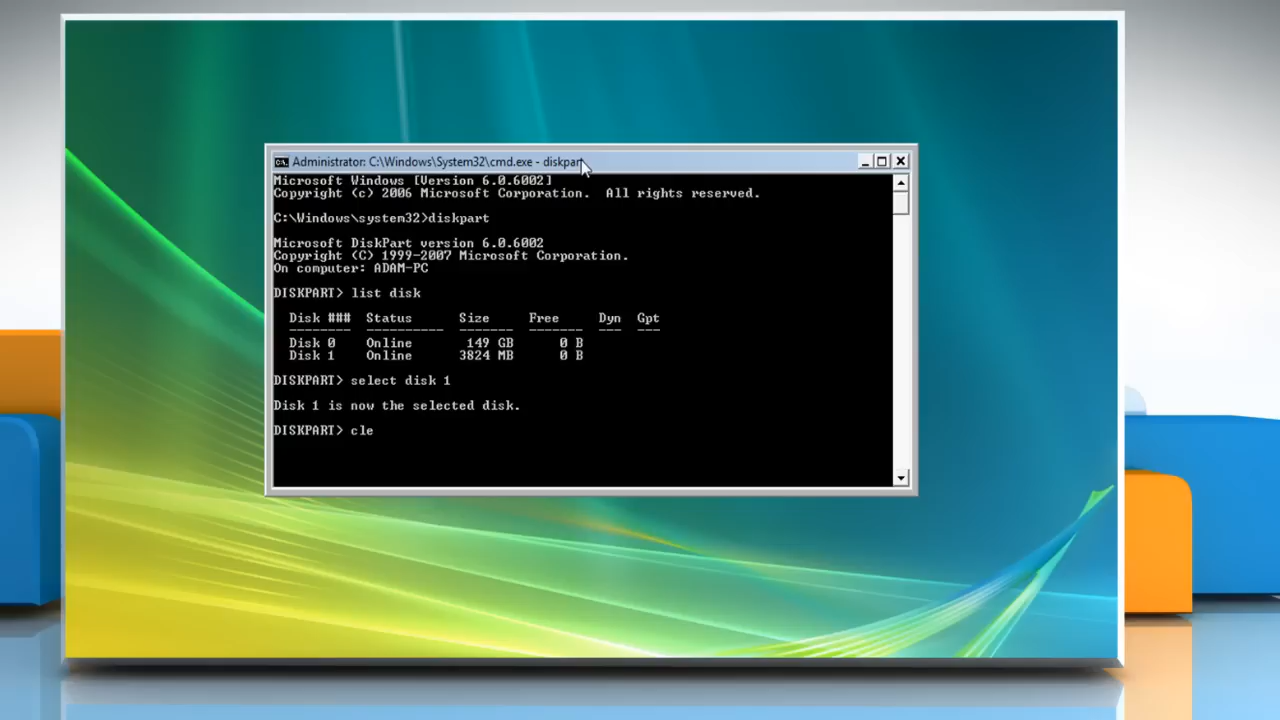 Administrator: C:\Windows\System32\cmd.exe - diskpart
Microsoft Windows [Version 6.0.6002]
Copyright (c) 2006 Microsoft Corporation.  All rights reserved.
C:\Windows\system32>diskpart
Microsoft DiskPart version 6.0.6002
Copyright (C) 1999-2007 Microsoft Corporation.
On computer: ADAM-PC
DISKPART> list disk
Disk ###  Status      Size     Free     Dyn  Gpt
--------  ----------  -------  -------  ---  ---
Disk 0    Online       149 GB      0 B
Disk 1    Online      3824 MB      0 B
DISKPART> select disk 1
Disk 1 is now the selected disk.
DISKPART> cle